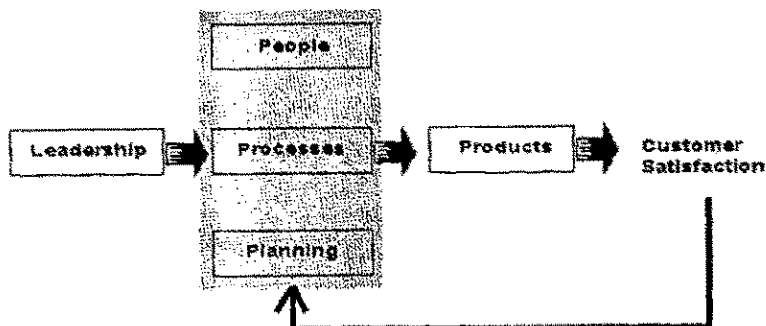 People
Leadership
Processes
Products
Customer
Satisfaction
Planning